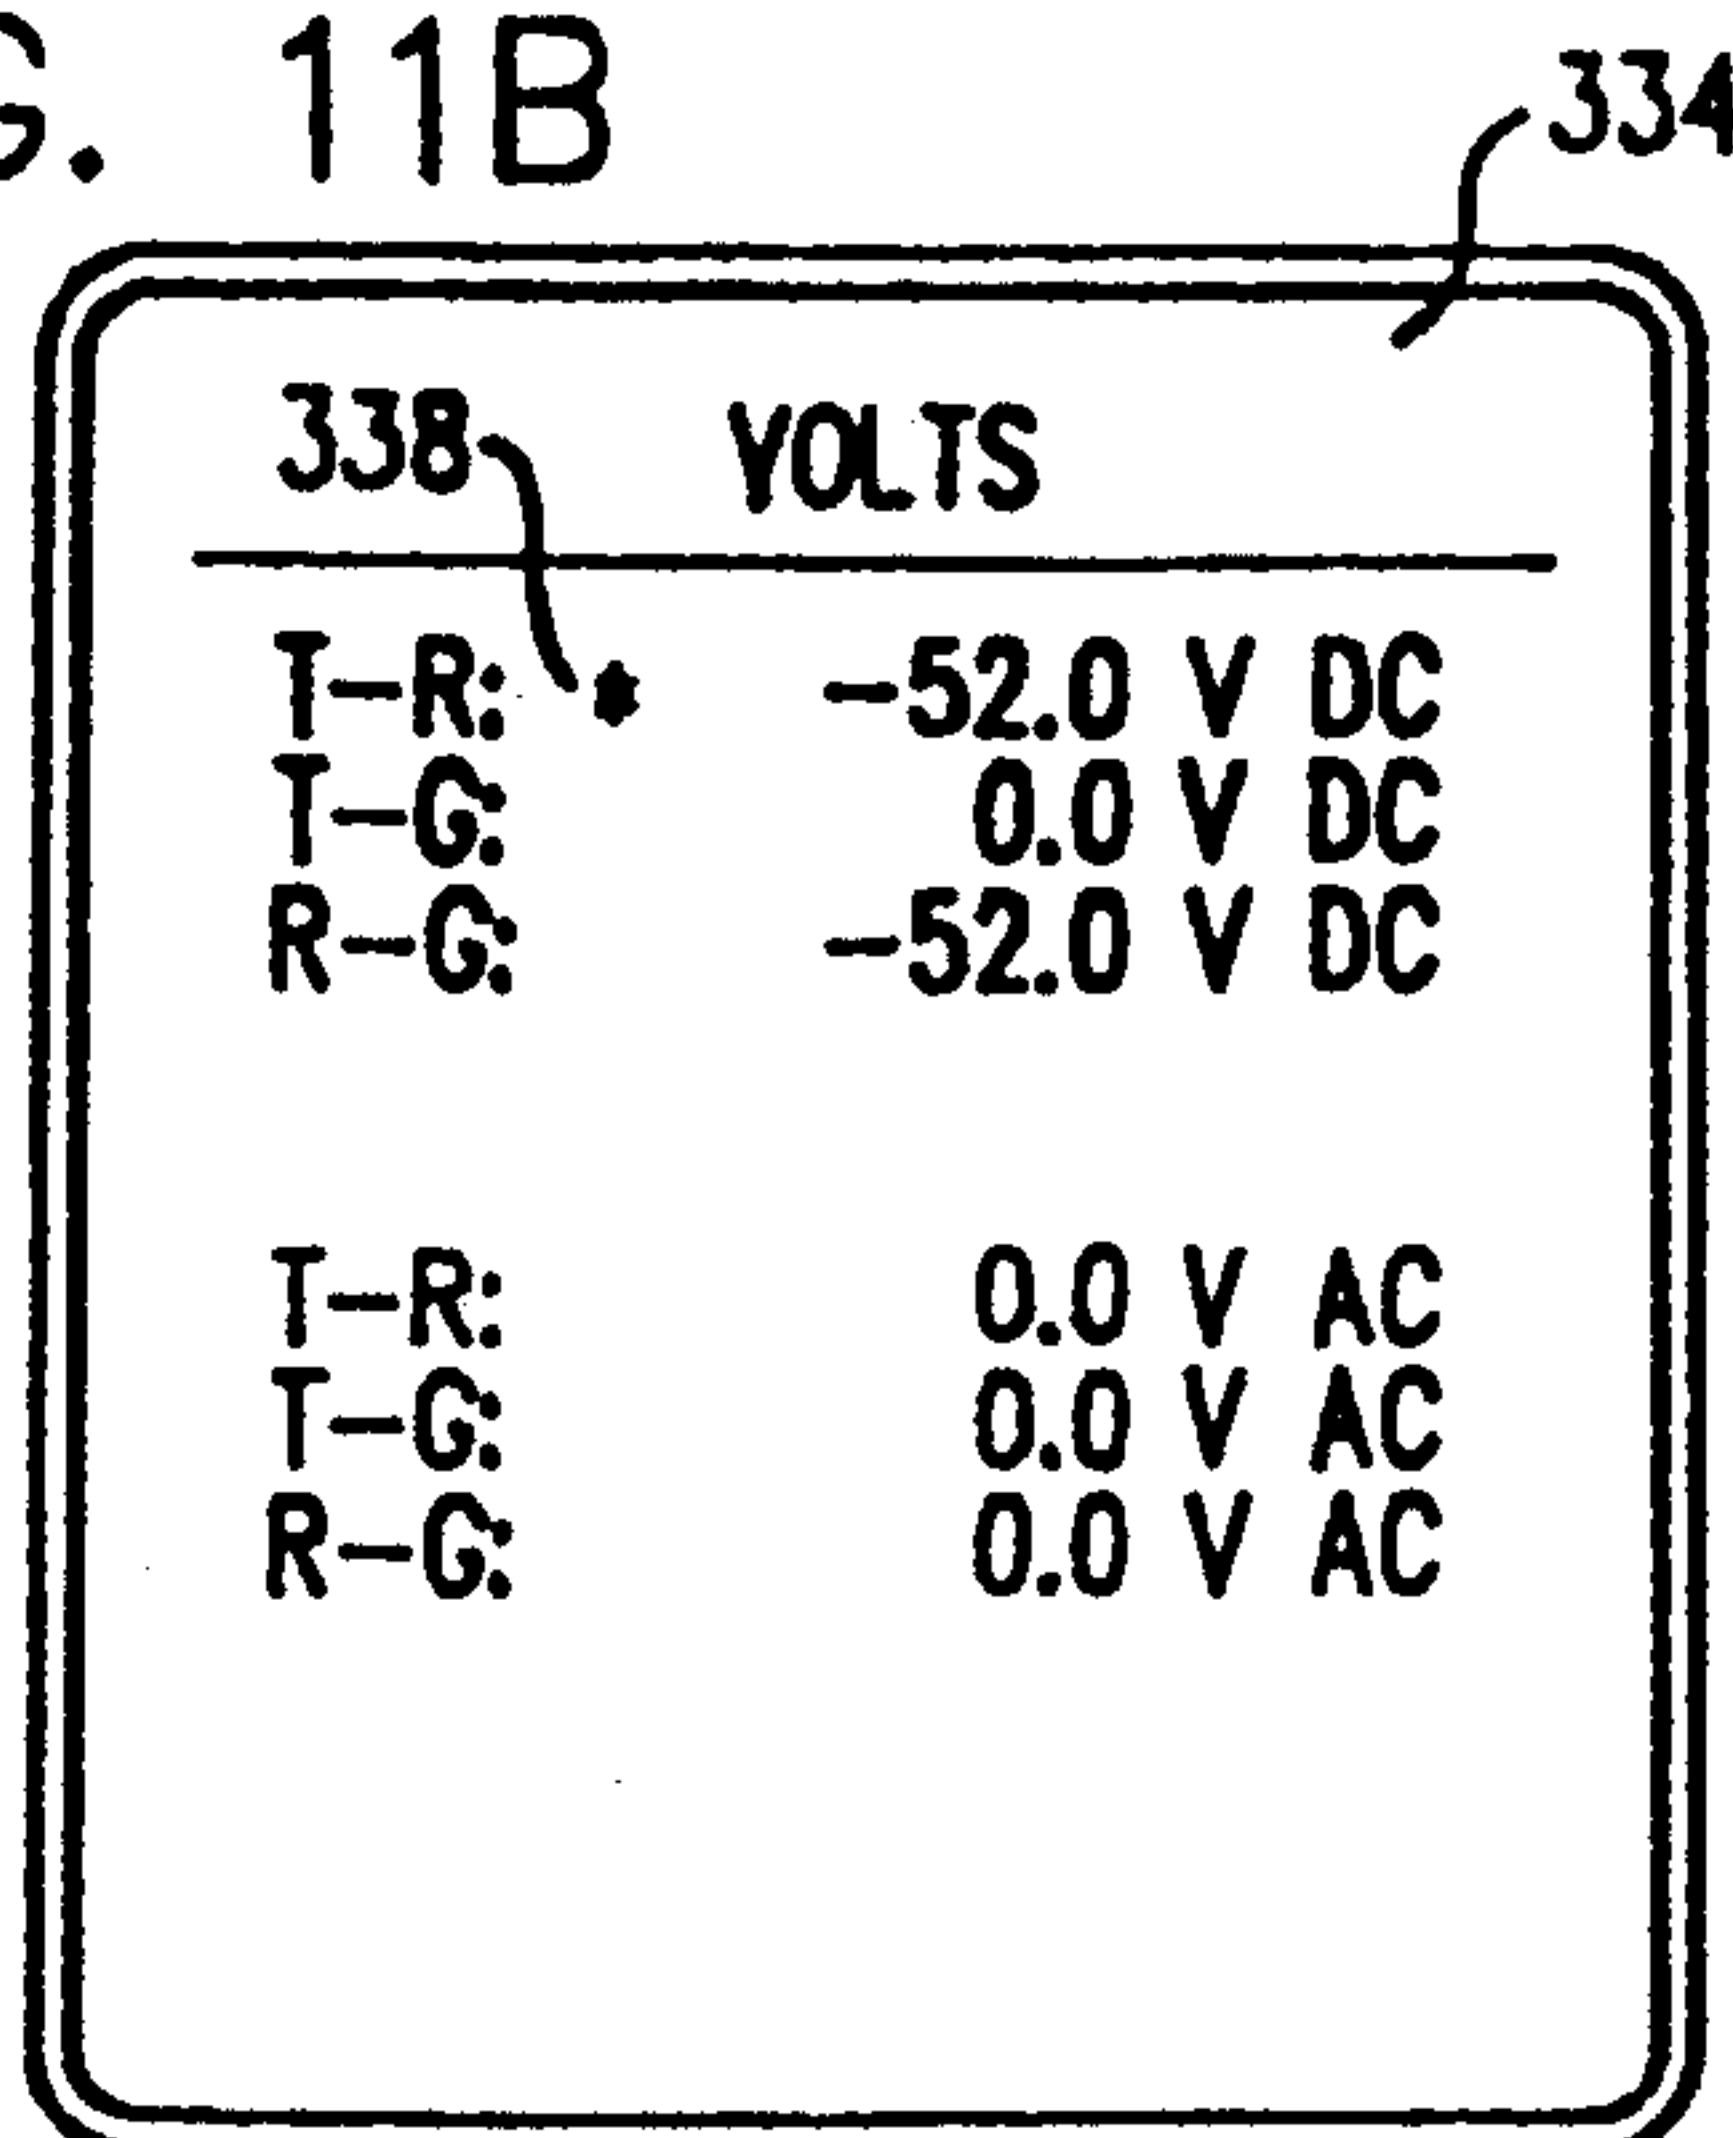 G. 11B
334
338 VOLTS
T-R: * -52.0 V DC
T-G: 0.0 V DC
R-G: -52.0 V DC
T-R: 0.0 V AC
T-G: 0.0 V AC
R-G: 0.0 V AC